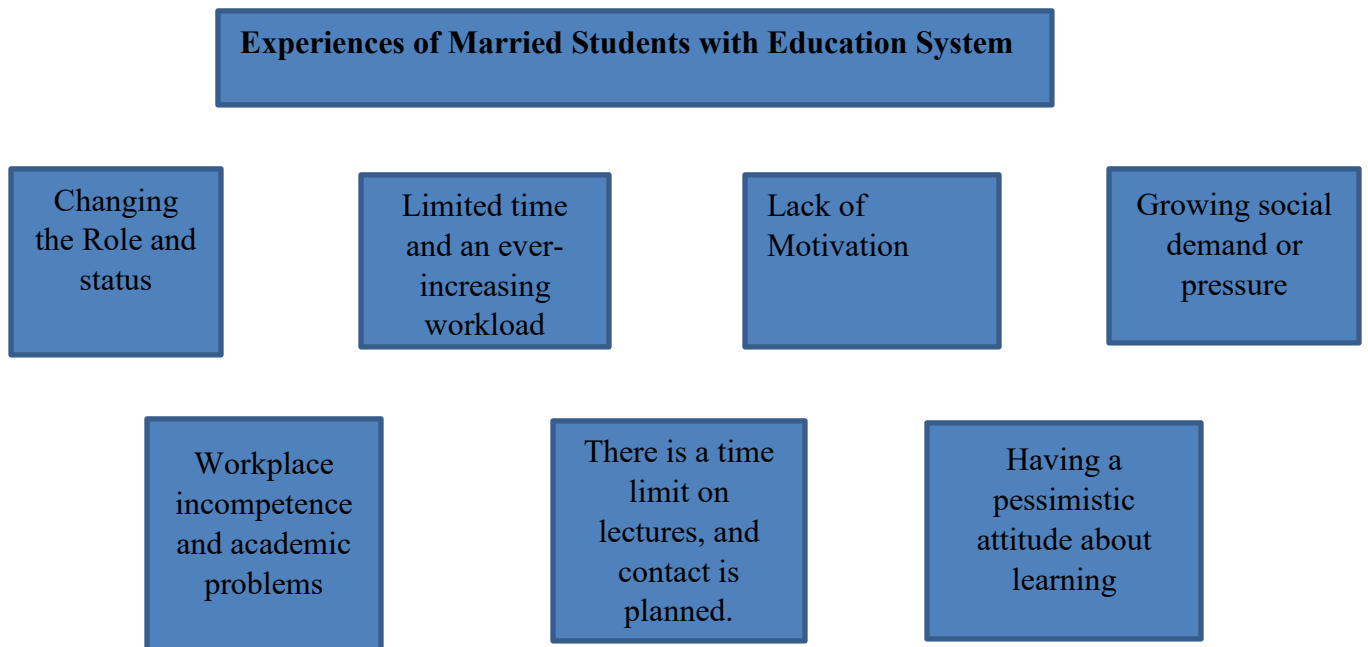 Experiences of Married Students with Education System
Changing
the Role and
status
Limited time
and an ever-
increasing
workload
Lack of
Motivation
Growing social
demand or
pressure
Workplace
incompetence
and academic
problems
There is a time
limit on
lectures, and
contact is
planned.
Having a
pessimistic
attitude about
learning